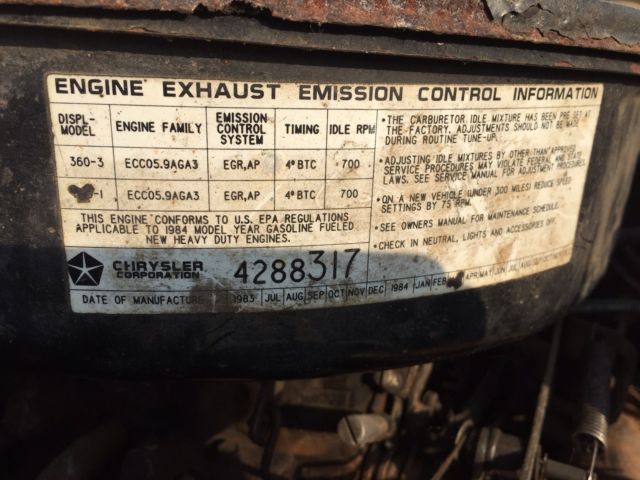 ENGINE EXHAUST EMISSION CONTROL INFORMATION
DISPL-MODEL ENGINE FAMILY EMISSION CONTROL SYSTEM TIMING IDLE RPM
360-3 ECC05.9AGA3 EGR,AP 4° BTC 700
-1 ECC05.9AGA3 EGR,AP 4° BTC 700
THIS ENGINE CONFORMS TO U.S. EPA REGULATIONS
APPLICABLE TO 1984 MODEL YEAR GASOLINE FUELED
NEW HEAVY DUTY ENGINES.
• THE CARBURETOR IDLE MIXTURE HAS BEEN PRE SET AT
THE FACTORY. ADJUSTMENTS SHOULD NOT BE MADE
DURING ROUTINE TUNE-UP.
• ADJUSTING IDLE MIXTURES BY OTHER THAN APPROVED
SERVICE PROCEDURES MAY VIOLATE FEDERAL AND STATE
LAWS. SEE SERVICE PROCEDURES.
• ON A NEW VEHICLE (UNDER 300 MILES) REDUCE SPEED
SETTINGS BY 75 RPM.
• SEE OWNERS MANUAL FOR MAINTENANCE SCHEDULE.
• CHECK IN NEUTRAL, LIGHTS AND ACCESSORIES OFF.
CHRYSLER
CORPORATION
4288317
DATE OF MANUFACTURE 1983 JUL AUG SEP OCT NOV DEC 1984 JAN FEB APR MAY JUN JUL